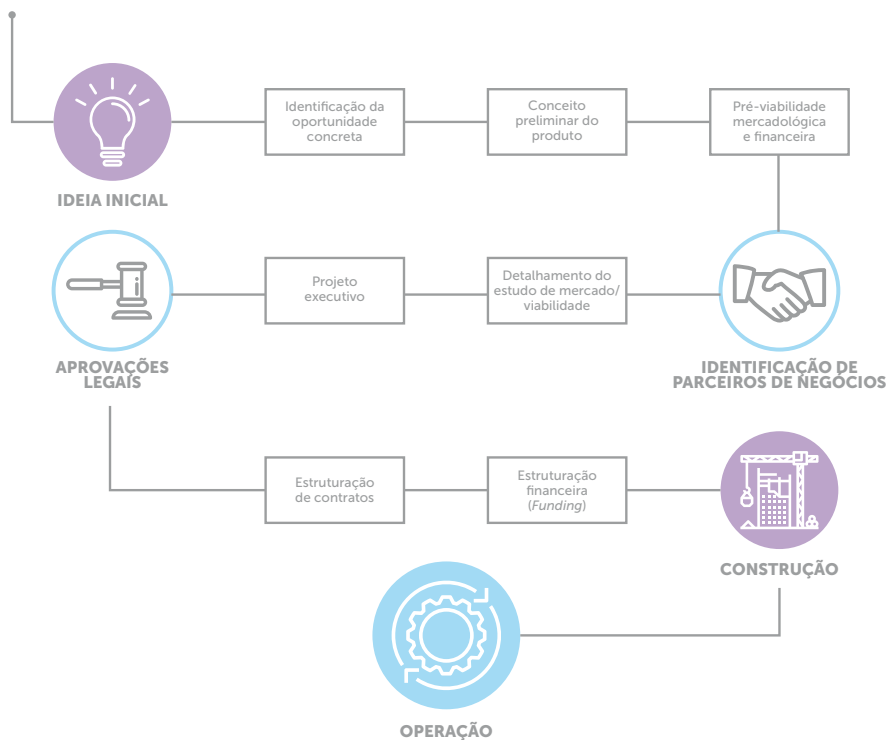 Identificação da
oportunidade
concreta
Conceito
preliminar do
produto
Pré-viabilidade
mercadológica
e financeira
IDEIA INICIAL
Projeto
executivo
Detalhamento do
estudo de mercado/
viabilidade
APROVAÇÕES
LEGAIS
IDENTIFICAÇÃO DE
PARCEIROS DE NEGÓCIOS
Estruturação
de contratos
Estruturação
financeira
(Funding)
CONSTRUÇÃO
OPERAÇÃO